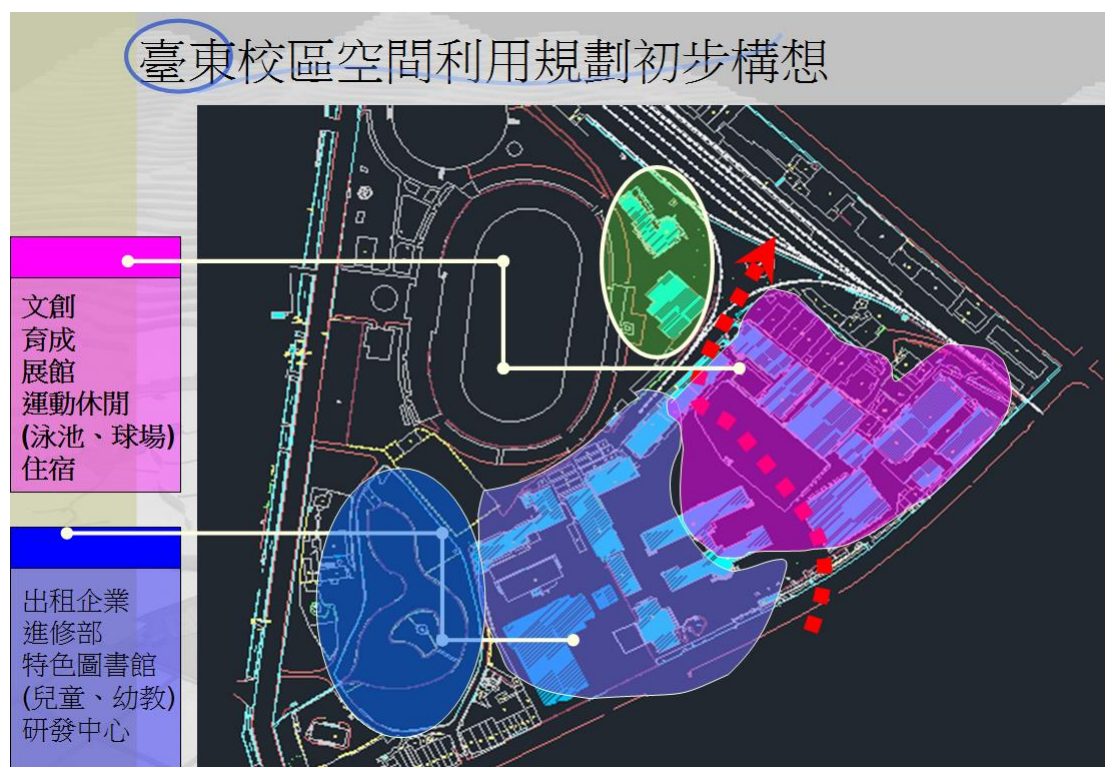 臺東校區空間利用規劃初步構想
文創
育成
展館
運動休閒
(泳池、球場)
住宿
出租企業
進修部
特色圖書館
(兒童、幼教)
研發中心